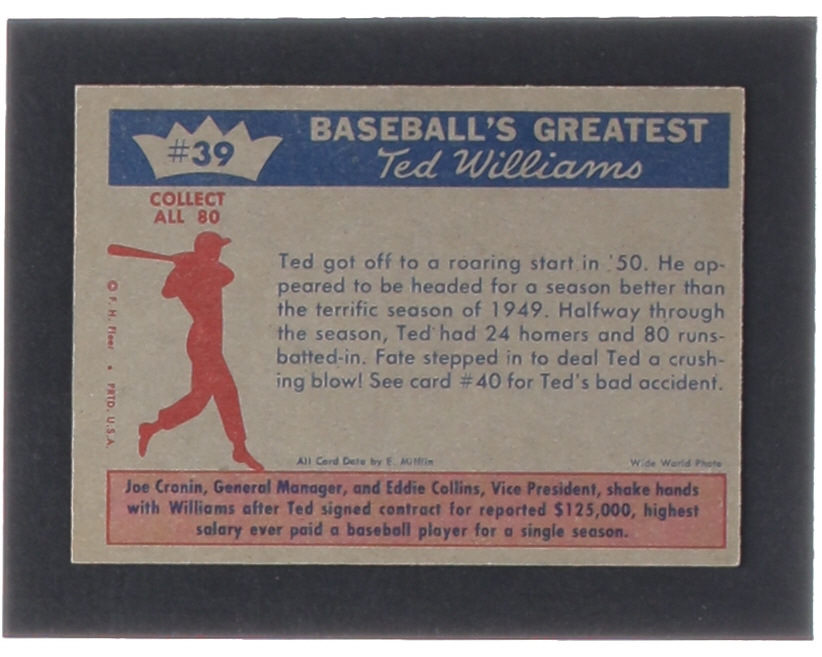 #39
BASEBALL'S GREATEST
Ted Williams
COLLECT
ALL 80
Ted got off to a roaring start in '50. He ap-
peared to be headed for a season better than
the terrific season of 1949. Halfway through
the season, Ted had 24 homers and 80 runs-
batted-in. Fate stepped in to deal Ted a crush-
ing blow! See card #40 for Ted's bad accident.
© F. H. Fleer • PRTD. U.S.A.
All Card Data by E. Mifflin
Wide World Photo
Joe Cronin, General Manager, and Eddie Collins, Vice President, shake hands
with Williams after Ted signed contract for reported $125,000, highest
salary ever paid a baseball player for a single season.